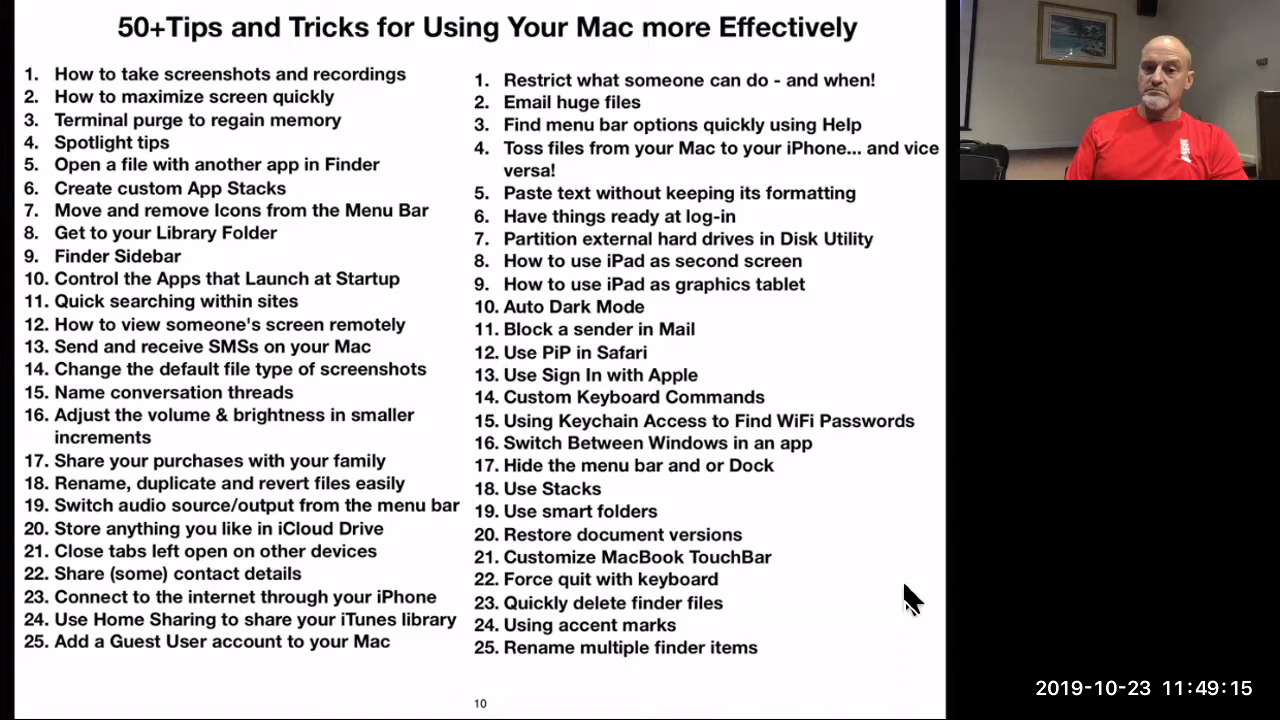 50+Tips and Tricks for Using Your Mac more Effectively
1. How to take screenshots and recordings
2. How to maximize screen quickly
3. Terminal purge to regain memory
4. Spotlight tips
5. Open a file with another app in Finder
6. Create custom App Stacks
7. Move and remove Icons from the Menu Bar
8. Get to your Library Folder
9. Finder Sidebar
10. Control the Apps that Launch at Startup
11. Quick searching within sites
12. How to view someone's screen remotely
13. Send and receive SMSs on your Mac
14. Change the default file type of screenshots
15. Name conversation threads
16. Adjust the volume & brightness in smaller
increments
17. Share your purchases with your family
18. Rename, duplicate and revert files easily
19. Switch audio source/output from the menu bar
20. Store anything you like in iCloud Drive
21. Close tabs left open on other devices
22. Share (some) contact details
23. Connect to the internet through your iPhone
24. Use Home Sharing to share your iTunes library
25. Add a Guest User account to your Mac
1. Restrict what someone can do - and when!
2. Email huge files
3. Find menu bar options quickly using Help
4. Toss files from your Mac to your iPhone... and vice
versa!
5. Paste text without keeping its formatting
6. Have things ready at log-in
7. Partition external hard drives in Disk Utility
8. How to use iPad as second screen
9. How to use iPad as graphics tablet
10. Auto Dark Mode
11. Block a sender in Mail
12. Use PiP in Safari
13. Use Sign In with Apple
14. Custom Keyboard Commands
15. Using Keychain Access to Find WiFi Passwords
16. Switch Between Windows in an app
17. Hide the menu bar and or Dock
18. Use Stacks
19. Use smart folders
20. Restore document versions
21. Customize MacBook TouchBar
22. Force quit with keyboard
23. Quickly delete finder files
24. Using accent marks
25. Rename multiple finder items
10
2019-10-23 11:49:15